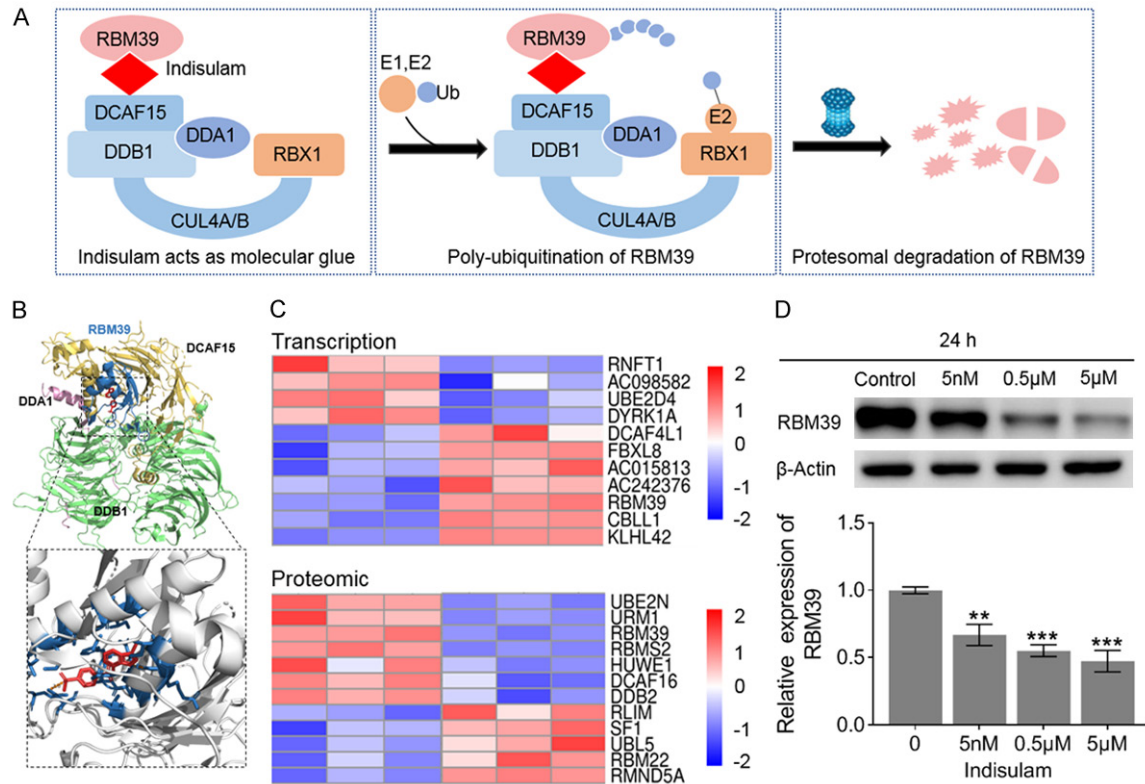 A
RBM39
Indisulam
DCAF15
DDA1
DDB1
RBX1
CUL4A/B
Indisulam acts as molecular glue
E1,E2
Ub
RBM39
DCAF15
DDA1
DDB1
E2
RBX1
CUL4A/B
Poly-ubiquitination of RBM39
Protesomal degradation of RBM39
B
RBM39
DCAF15
DDA1
DDB1
C
Transcription
RNFT1
AC098582
UBE2D4
DYRK1A
DCAF4L1
FBXL8
AC015813
AC242376
RBM39
CBLL1
KLHL42
2
1
0
-1
-2
Proteomic
UBE2N
URM1
RBM39
RBMS2
HUWE1
DCAF16
DDB2
RLIM
SF1
UBL5
RBM22
RMND5A
2
1
0
-1
-2
D
24 h
Control 5nM 0.5μM 5μM
RBM39
β-Actin
Relative expression of
RBM39
1.5
1.0
0.5
0.0
** *** ***
0 5nM 0.5μM 5μM
Indisulam